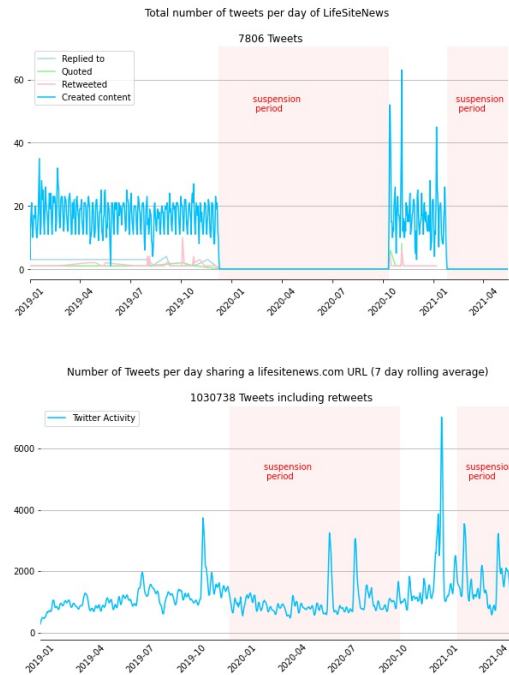 Total number of tweets per day of LifeSiteNews
7806 Tweets
Replied to
Quoted
Retweeted
Created content
suspension
period
suspension
period
60
40
20
0
2019-01
2019-04
2019-07
2019-10
2020-01
2020-04
2020-07
2020-10
2021-01
2021-04
Number of Tweets per day sharing a lifesitenews.com URL (7 day rolling average)
1030738 Tweets including retweets
Twitter Activity
suspension
period
suspensio
period
6000
4000
2000
0
2019-01
2019-04
2019-07
2019-10
2020-01
2020-04
2020-07
2020-10
2021-01
2021-04